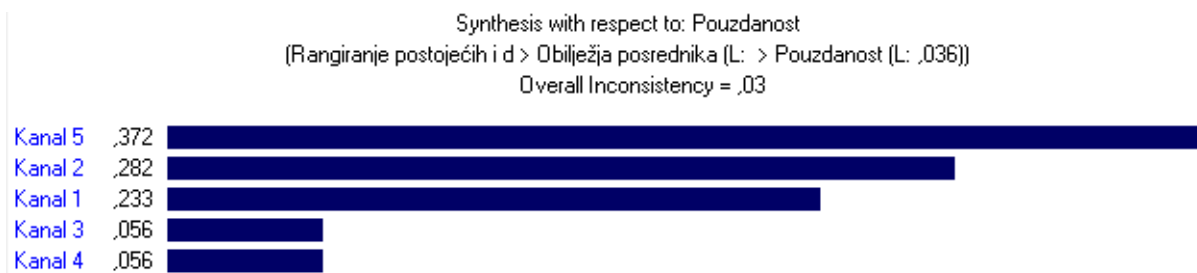 Synthesis with respect to: Pouzdanost
(Rangiranje postojećih i d > Obilježja posrednika (L: > Pouzdanost (L: ,036))
Overall Inconsistency = ,03
Kanal 5 ,372
Kanal 2 ,282
Kanal 1 ,233
Kanal 3 ,056
Kanal 4 ,056